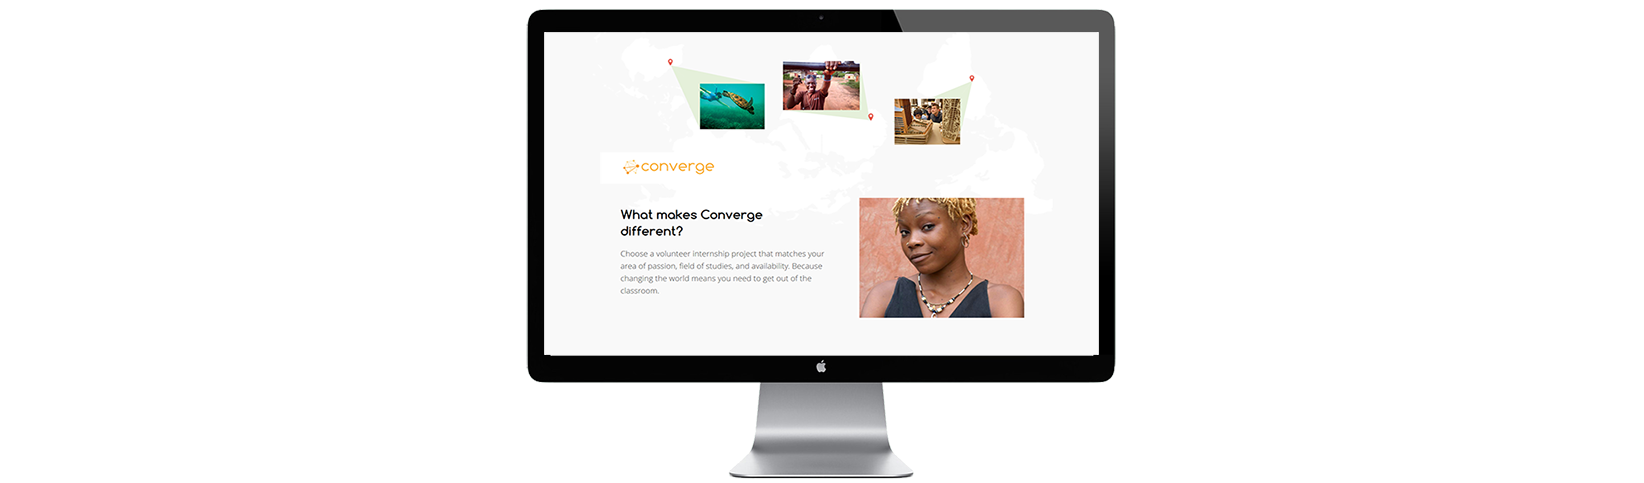 converge
What makes Converge
different?
Choose a volunteer internship project that matches your
area of passion, field of studies, and availability. Because
changing the world means you need to get out of the
classroom.